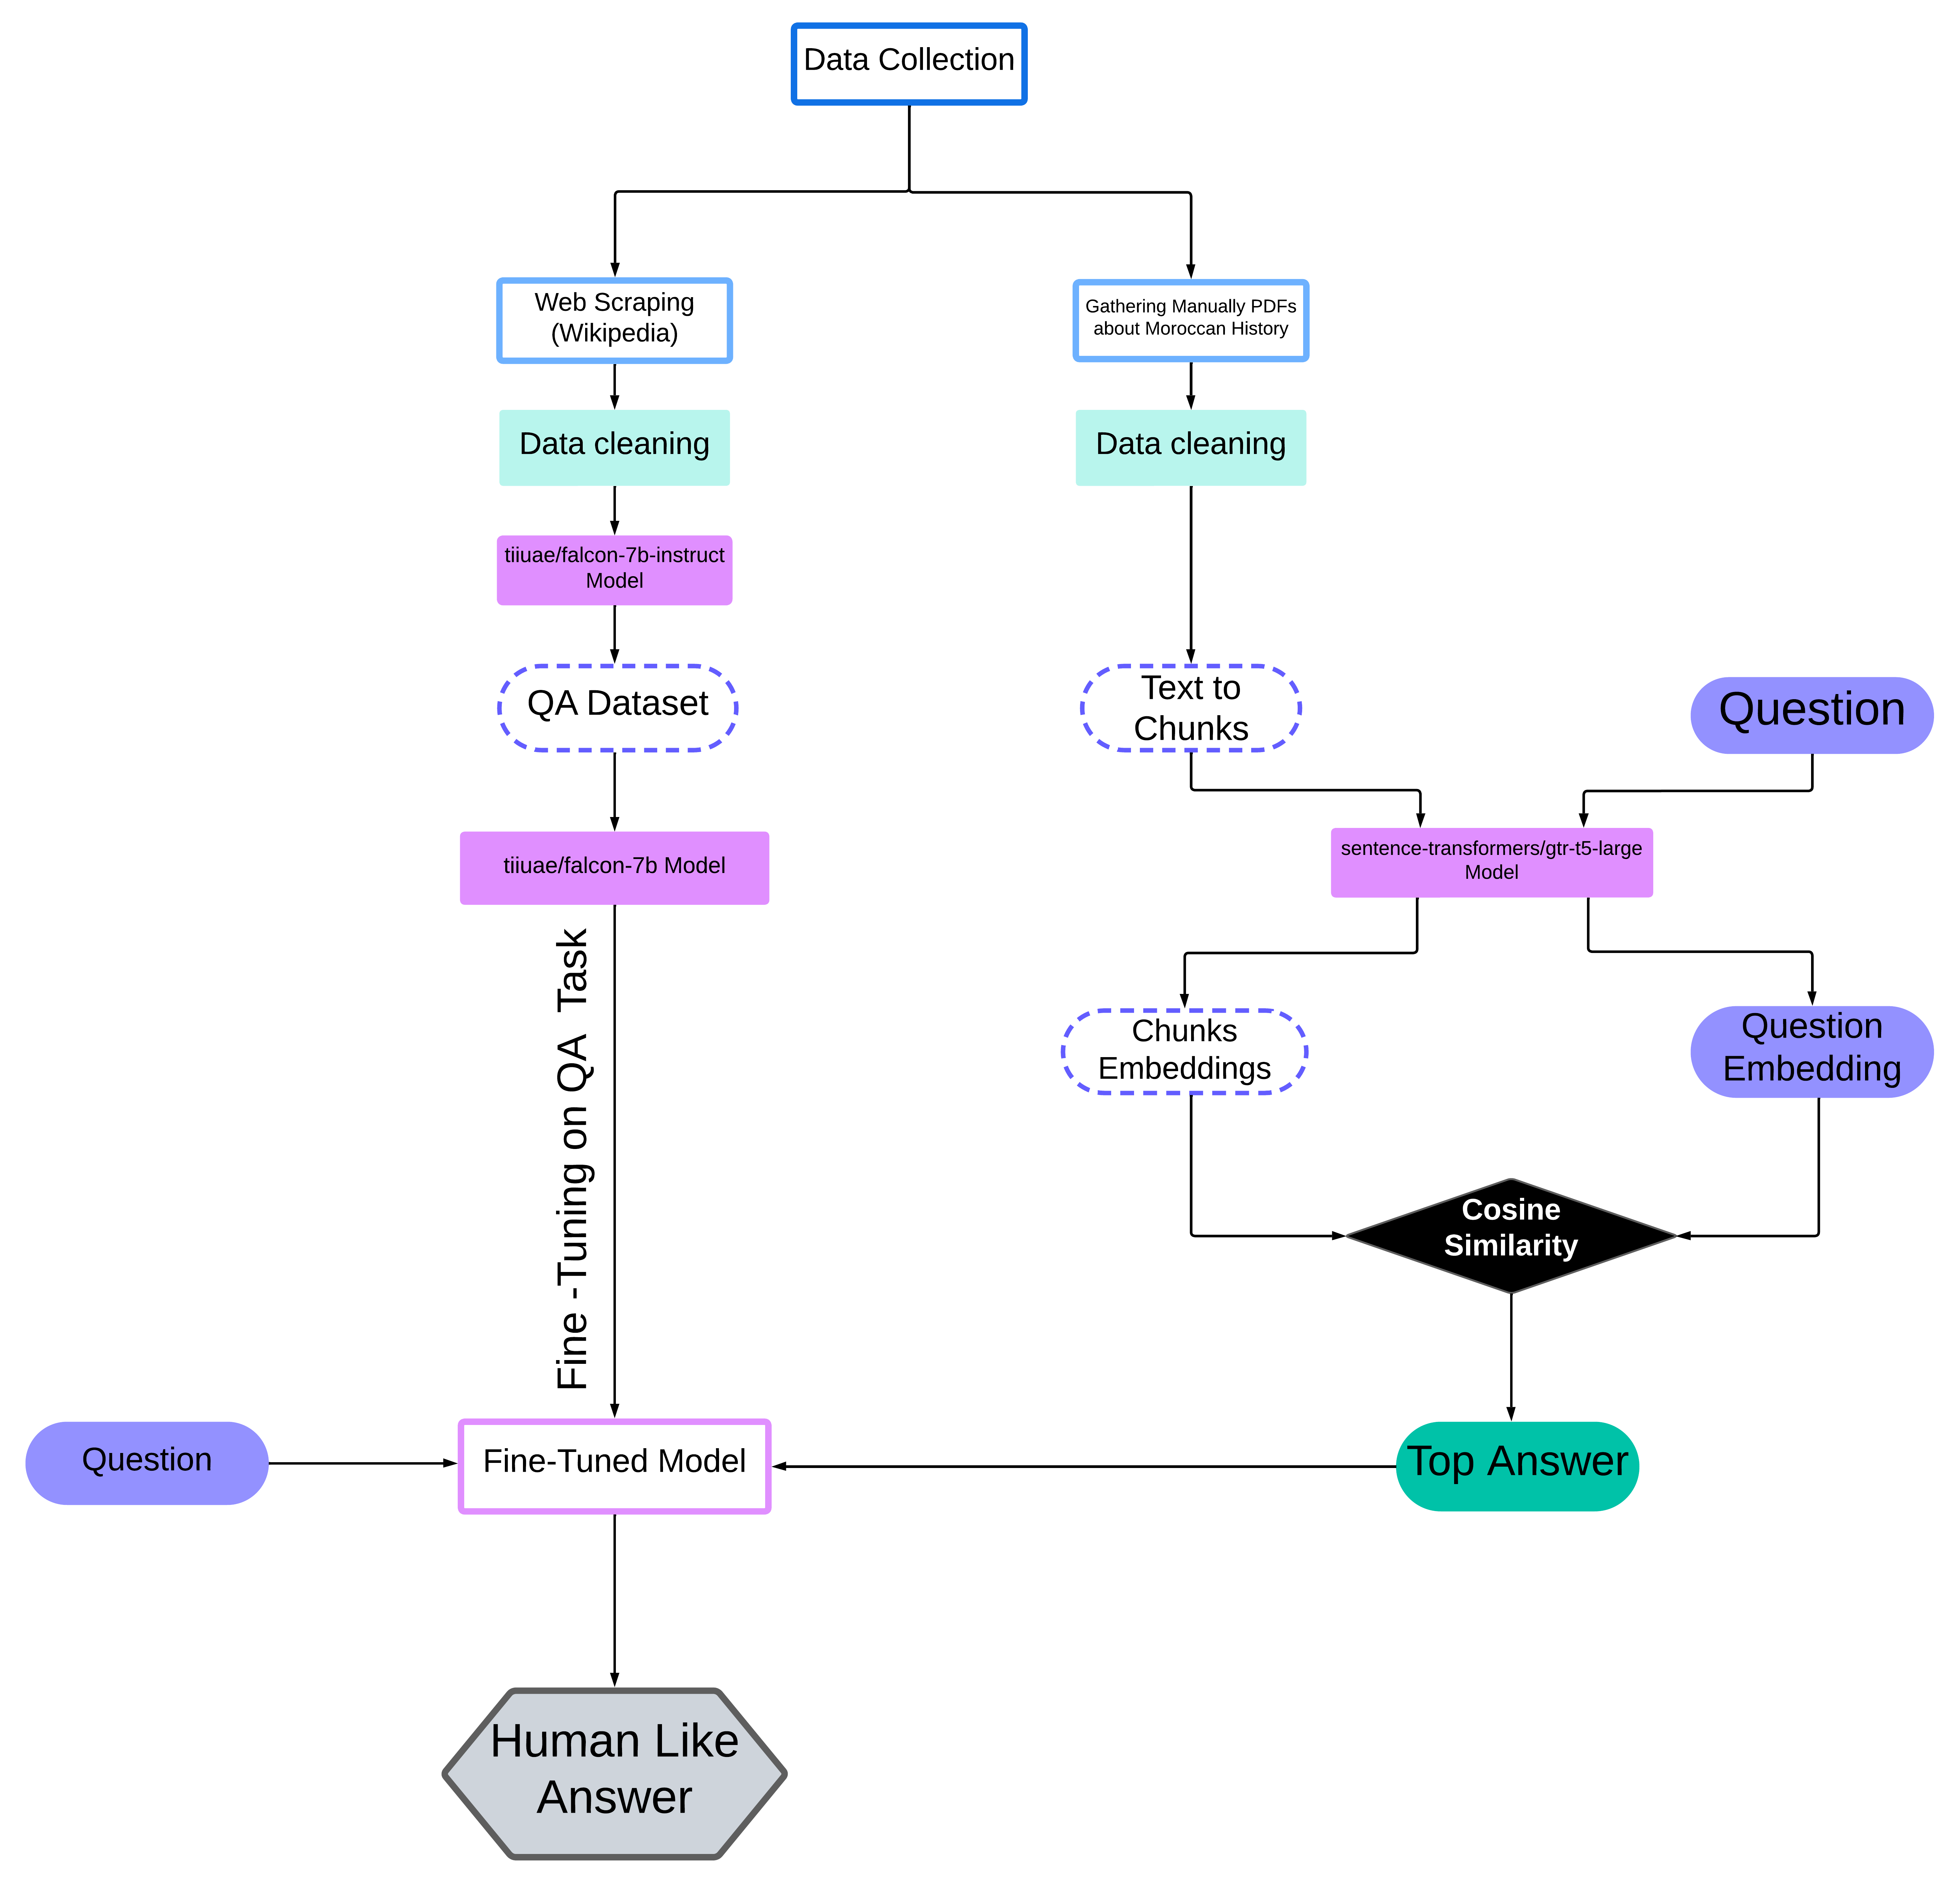 Data Collection
Web Scraping
(Wikipedia)
Gathering Manually PDFs
about Moroccan History
Data cleaning
Data cleaning
tiiuae/falcon-7b-instruct
Model
QA Dataset
Text to
Chunks
Question
tiiuae/falcon-7b Model
sentence-transformers/gtr-t5-large
Model
Fine -Tuning on QA Task
Chunks
Embeddings
Question
Embedding
Cosine
Similarity
Question
Fine-Tuned Model
Top Answer
Human Like
Answer